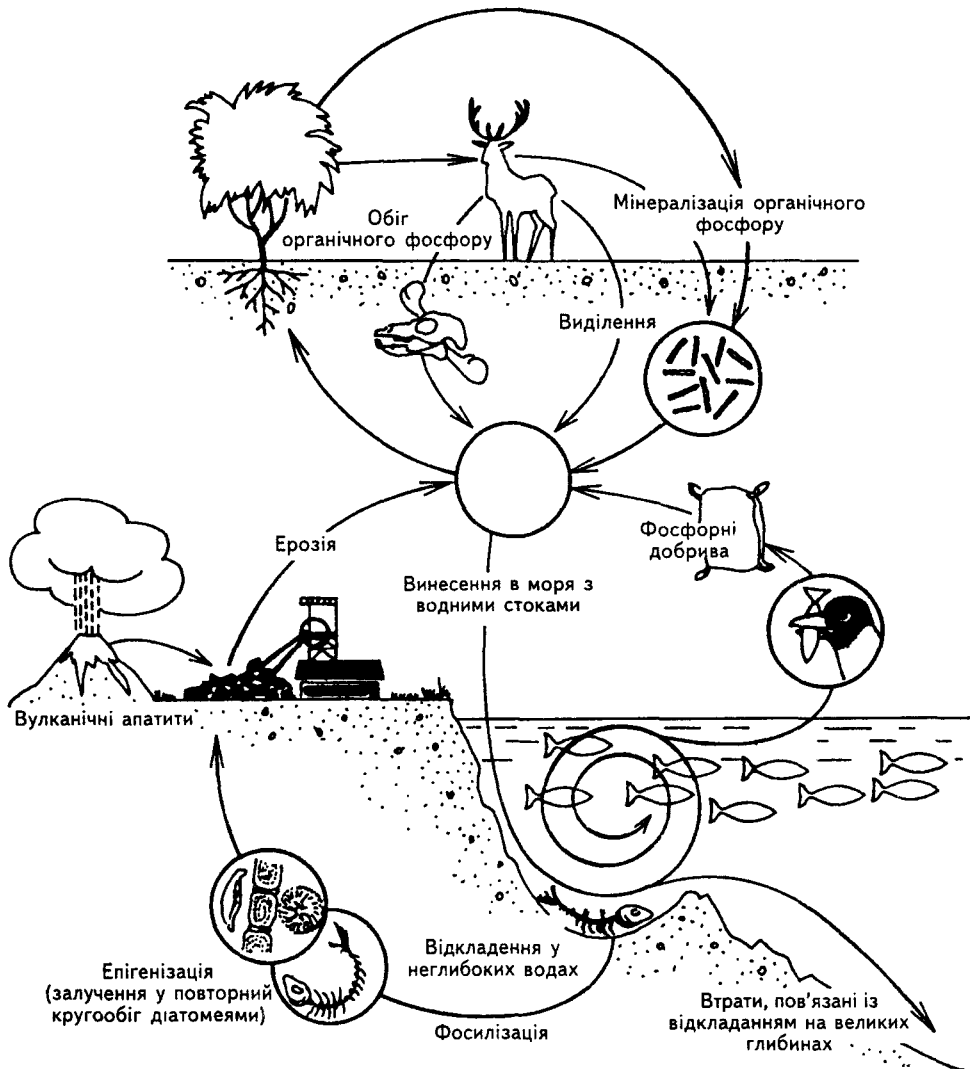 Обіг
органічного фосфору
Мінералізація органічного
фосфору
Виділення
Фосфорні
добрива
Ерозія
Винесення в моря з
водними стоками
Вулканічні апатити
Відкладення у
неглибоких водах
Епігенізація
(залучення у повторний
кругообіг діатомеями)
Фосилізація
Втрати, пов'язані із
відкладанням на великих
глибинах